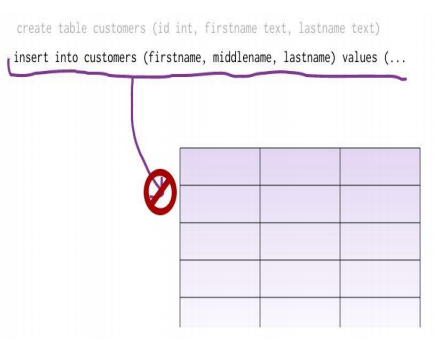 create table customers (id int, firstname text, lastname text)
insert into customers (firstname, middlename, lastname) values (...